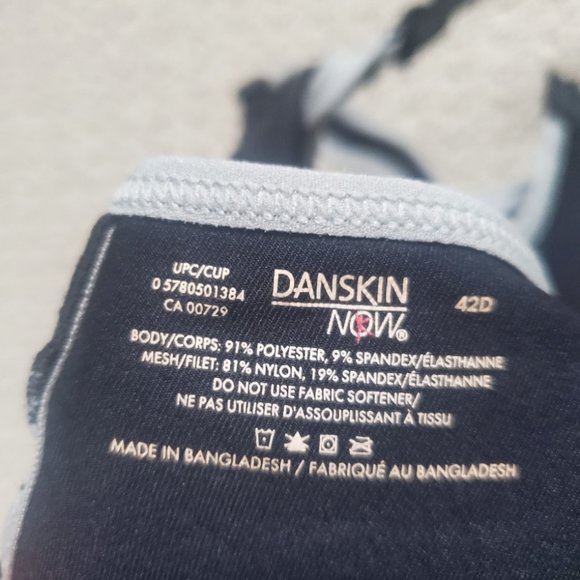 UPC/CUP
0 5780501384
CA 00729
DANSKIN
NOW®
42D
BODY/CORPS: 91% POLYESTER, 9% SPANDEX/ÉLASTHANNE
MESH/FILET: 81% NYLON, 19% SPANDEX/ÉLASTHANNE
DO NOT USE FABRIC SOFTENER/
NE PAS UTILISER D'ASSOUPLISSANT À TISSU
MADE IN BANGLADESH / FABRIQUÉ AU BANGLADESH